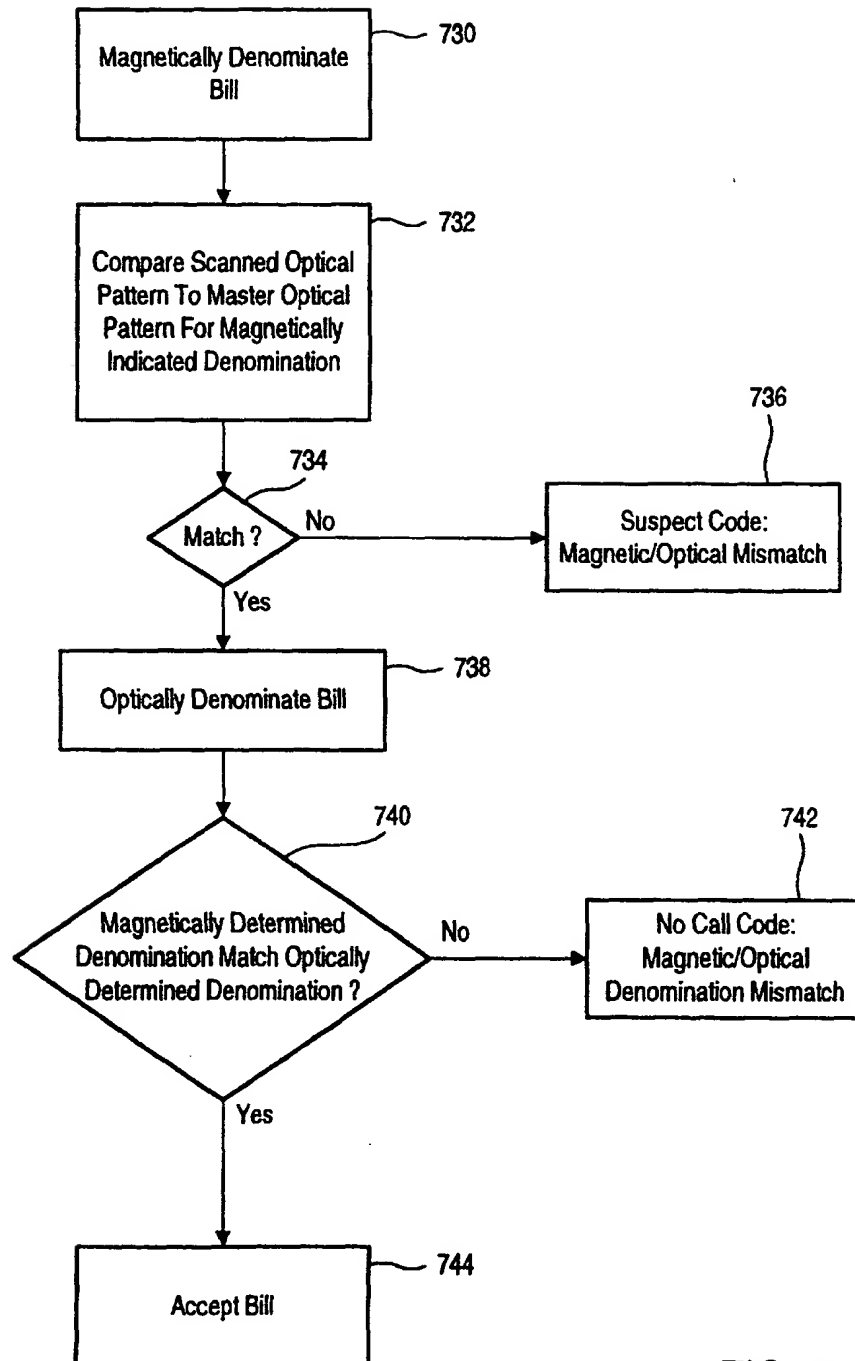 730
Magnetically Denominate
Bill
732
Compare Scanned Optical
Pattern To Master Optical
Pattern For Magnetically
Indicated Denomination
734
Match ?
No
Yes
736
Suspect Code:
Magnetic/Optical Mismatch
738
Optically Denominate Bill
740
Magnetically Determined
Denomination Match Optically
Determined Denomination ?
No
Yes
742
No Call Code:
Magnetic/Optical
Denomination Mismatch
744
Accept Bill